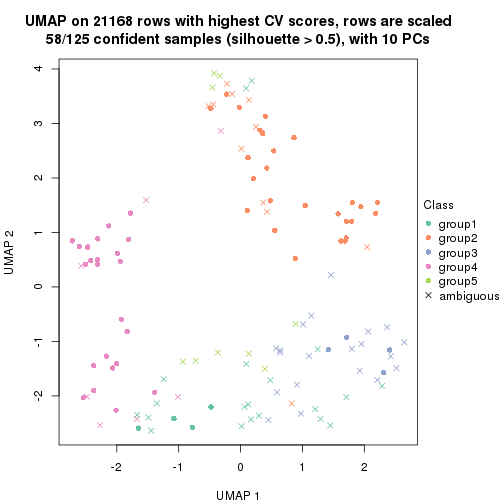 UMAP on 21168 rows with highest CV scores, rows are scaled
58/125 confident samples (silhouette > 0.5), with 10 PCs
4
3
2
1
0
-1
-2
UMAP 2
-2
-1
0
1
2
UMAP 1
Class
group1
group2
group3
group4
group5
ambiguous